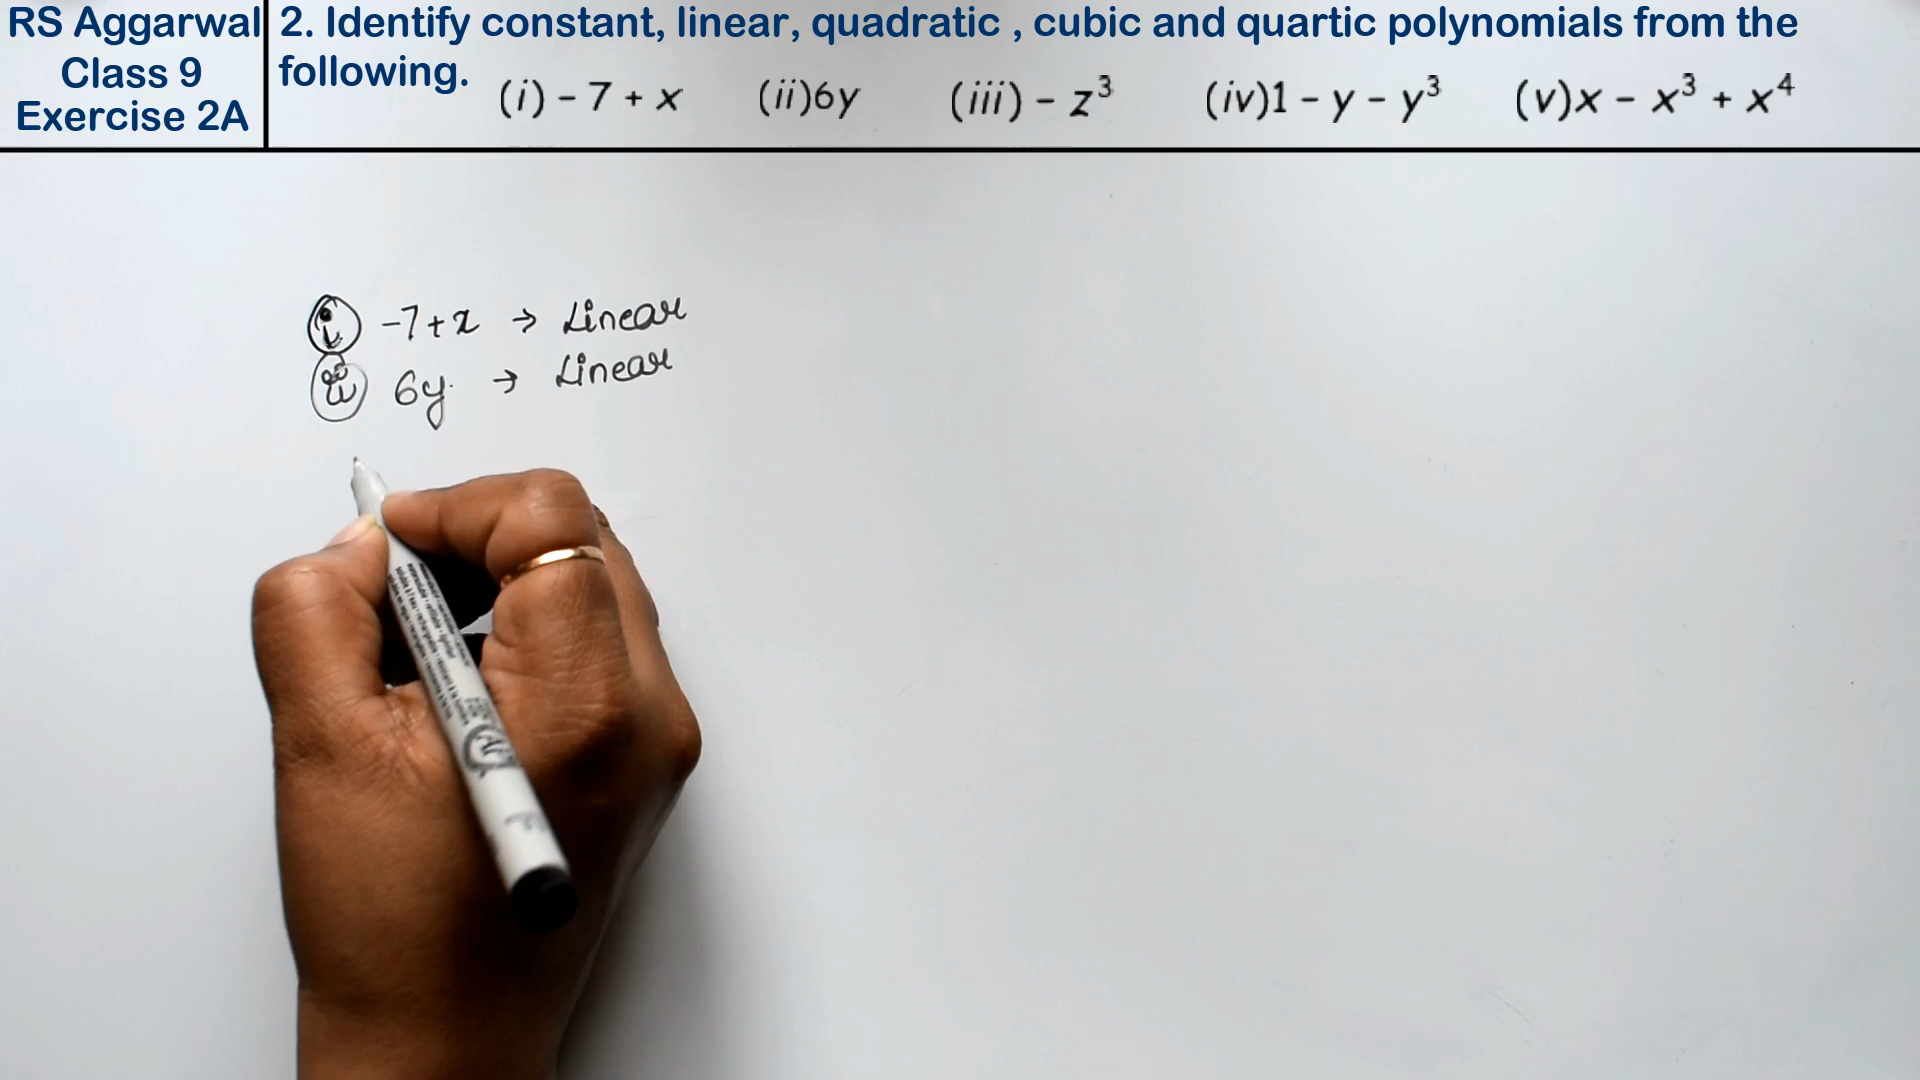 RS Aggarwal
Class 9
Exercise 2A
2. Identify constant, linear, quadratic , cubic and quartic polynomials from the
following.
(i) – 7 + x (ii)6y (iii) – z³ (iv)1 – y – y³ (v)x – x³ + x⁴
i -7+x → Linear
ii 6y. → Linear